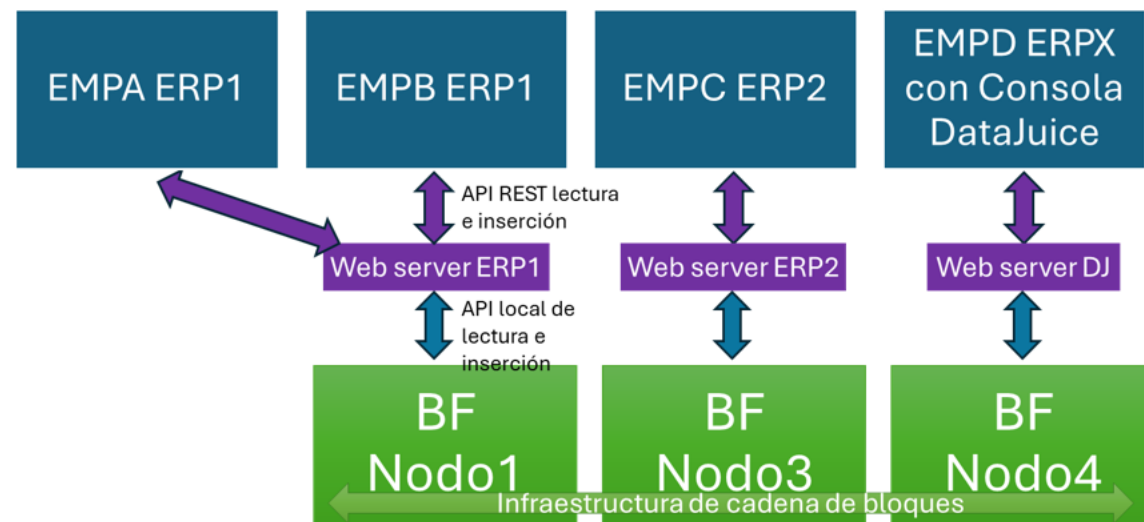 EMPA ERP1
EMPB ERP1
EMPC ERP2
EMPD ERPX
con Consola
DataJuice
API REST lectura
e inserción
Web server ERP1
Web server ERP2
Web server DJ
API local de
lectura e
inserción
BF
Nodo1
BF
Nodo3
BF
Nodo4
Infraestructura de cadena de bloques